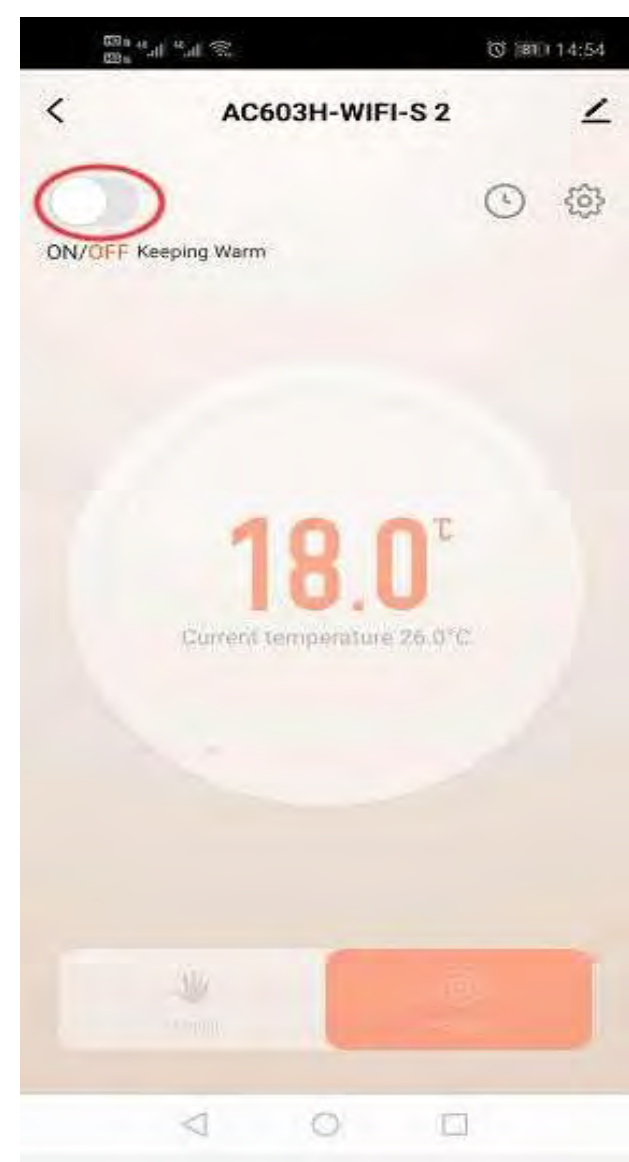 14:54
AC603H-WIFI-S 2
ON/OFF Keeping Warm
18.0℃
Current temperature 26.0°C